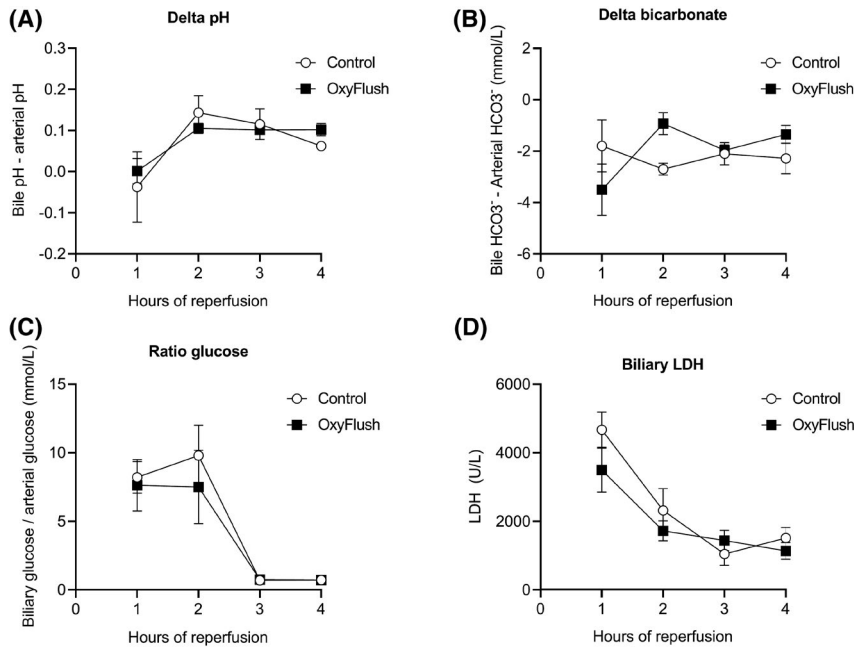 (A)
Delta pH
Bile pH - arterial pH
0.3
0.2
0.1
0.0
-0.1
-0.2
0 1 2 3 4
Hours of reperfusion
Control
OxyFlush
(B)
Delta bicarbonate
Bile HCO3⁻ - Arterial HCO3⁻ (mmol/L)
2
0
-2
-4
-6
0 1 2 3 4
Hours of reperfusion
Control
OxyFlush
(C)
Ratio glucose
Biliary glucose / arterial glucose (mmol/L)
15
10
5
0
0 1 2 3 4
Hours of reperfusion
Control
OxyFlush
(D)
Biliary LDH
LDH (U/L)
6000
4000
2000
0
0 1 2 3 4
Hours of reperfusion
Control
OxyFlush